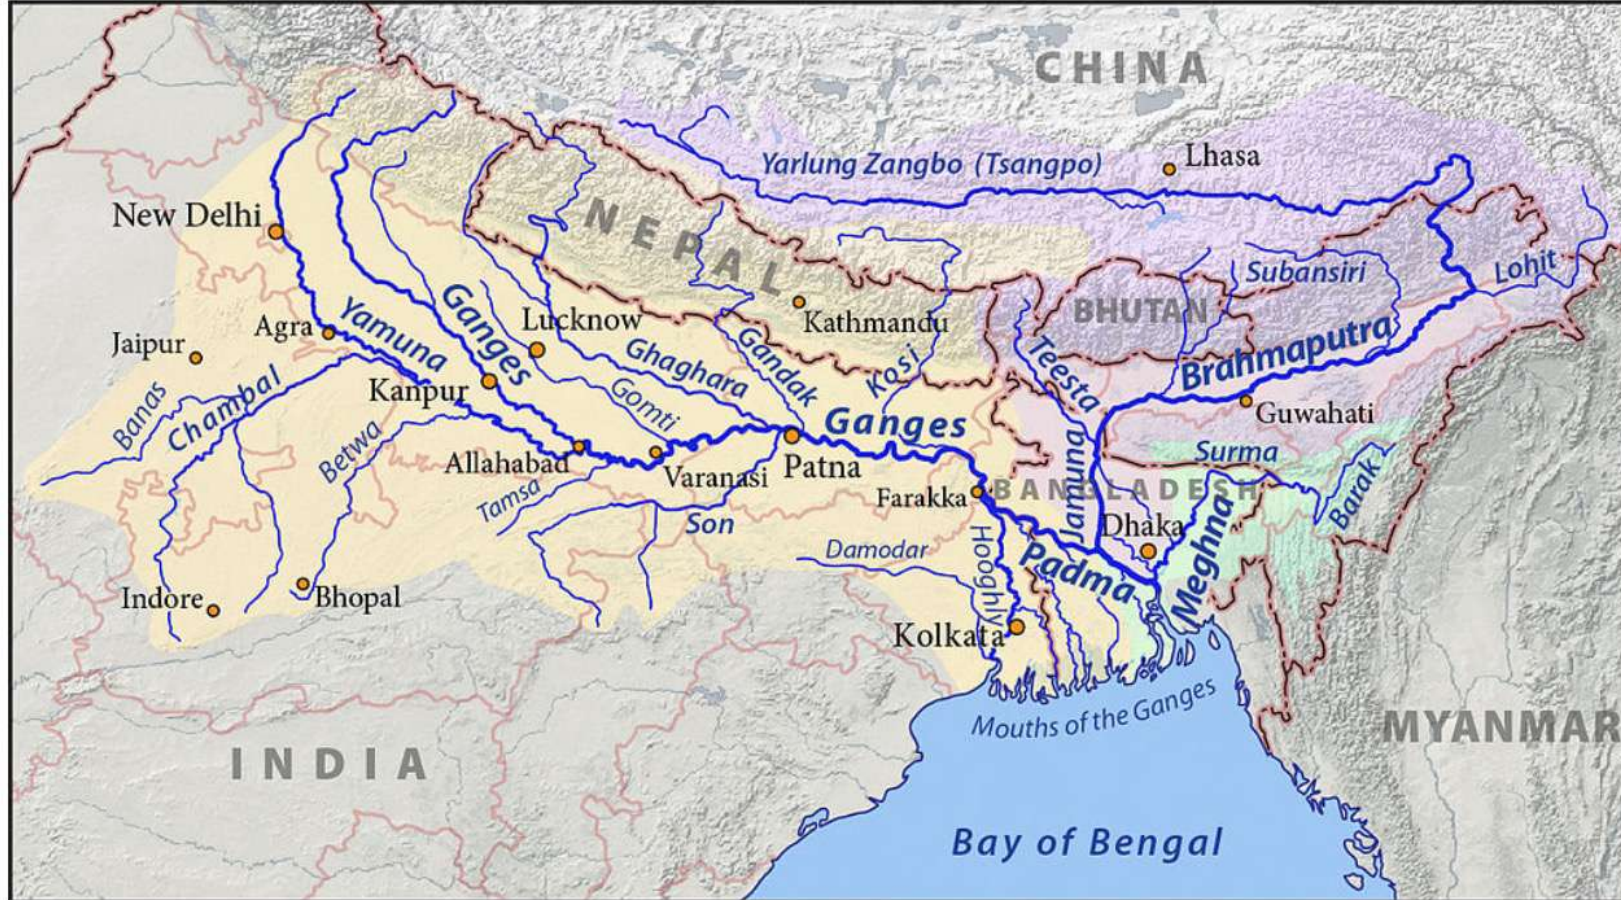 CHINA
Yarlung Zangbo (Tsangpo)
Lhasa
New Delhi
NEPAL
Subansiri
Lohit
Ganges
Yamuna
Agra
Lucknow
Kathmandu
BHUTAN
Jaipur
Ghaghara
Gandak
Kosi
Teesta
Brahmaputra
Kanpur
Banas
Chambal
Gomti
Ganges
Guwahati
Betwa
Allahabad
Varanasi
Patna
Jamuna
Surma
Tamsa
Farakka
BANGLADESH
Barak
Son
Dhaka
Meghna
Damodar
Hooghly
Padma
Indore
Bhopal
Kolkata
Mouths of the Ganges
INDIA
MYANMAR
Bay of Bengal